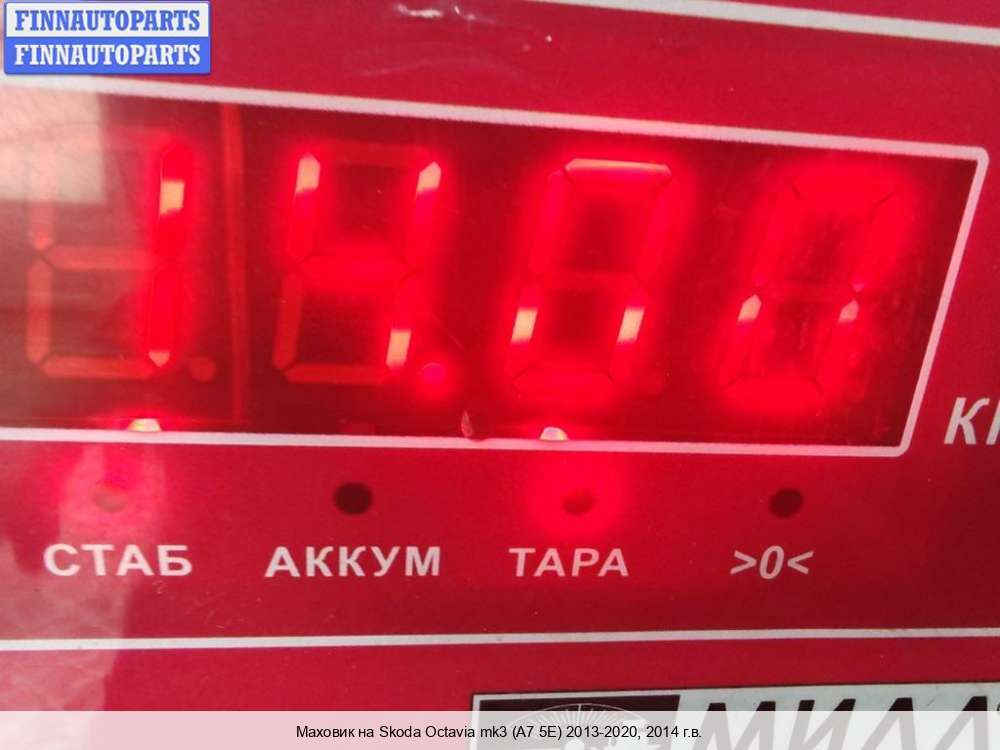 FINNAUTOPARTS
FINNAUTOPARTS
14.00
СТАБ АККУМ ТАРА >0<
Маховик на Skoda Octavia mk3 (A7 5E) 2013-2020, 2014 г.в.